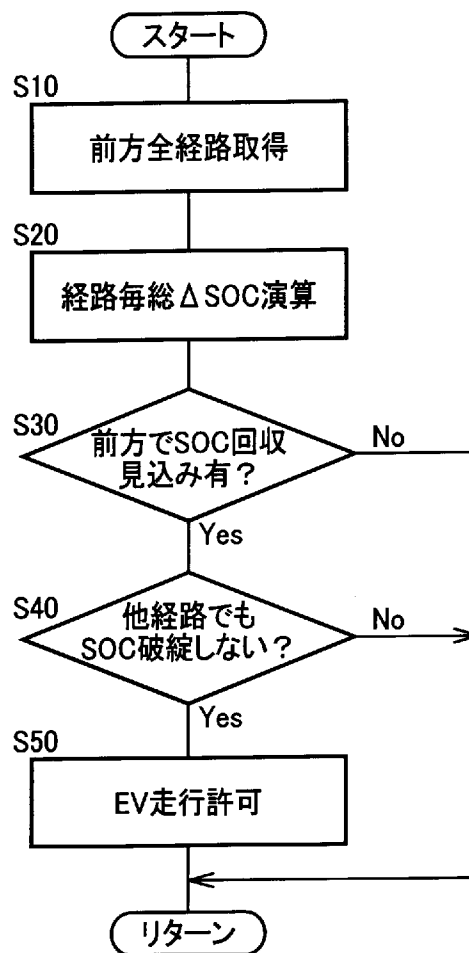 スタート
S10
前方全経路取得
S20
経路毎総ΔSOC演算
S30
前方でSOC回収
見込み有？
No
Yes
S40
他経路でも
SOC破綻しない？
No
Yes
S50
EV走行許可
リターン